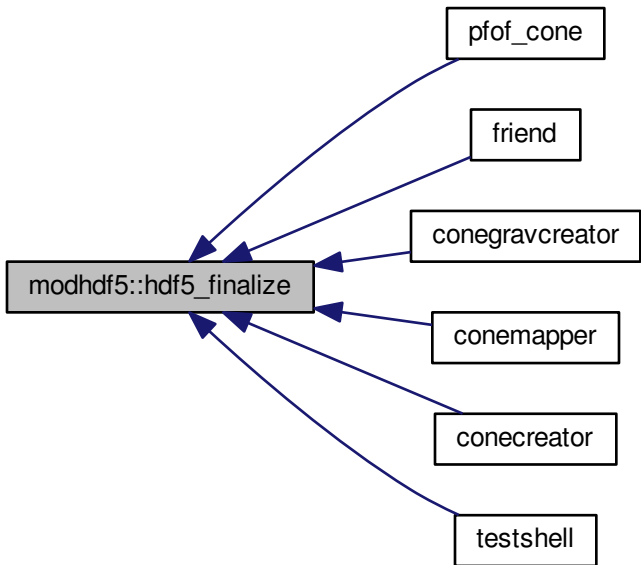 pfof_cone
friend
conegravcreator
modhdf5::hdf5_finalize
conemapper
conecreator
testshell